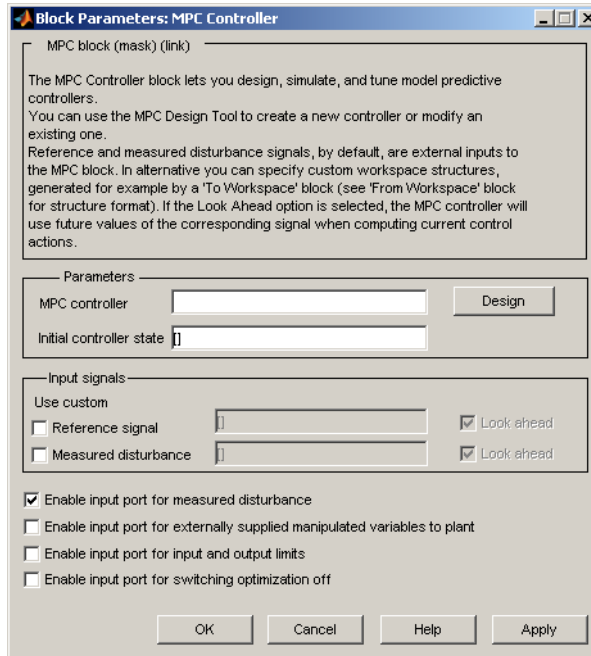 Block Parameters: MPC Controller
MPC block (mask) (link)
The MPC Controller block lets you design, simulate, and tune model predictive
controllers.
You can use the MPC Design Tool to create a new controller or modify an
existing one.
Reference and measured disturbance signals, by default, are external inputs to
the MPC block. In alternative you can specify custom workspace structures,
generated for example by a 'To Workspace' block (see 'From Workspace' block
for structure format). If the Look Ahead option is selected, the MPC controller will
use future values of the corresponding signal when computing current control
actions.
Parameters
MPC controller
Design
Initial controller state []
Input signals
Use custom
Reference signal [] Look ahead
Measured disturbance [] Look ahead
Enable input port for measured disturbance
Enable input port for externally supplied manipulated variables to plant
Enable input port for input and output limits
Enable input port for switching optimization off
OK Cancel Help Apply